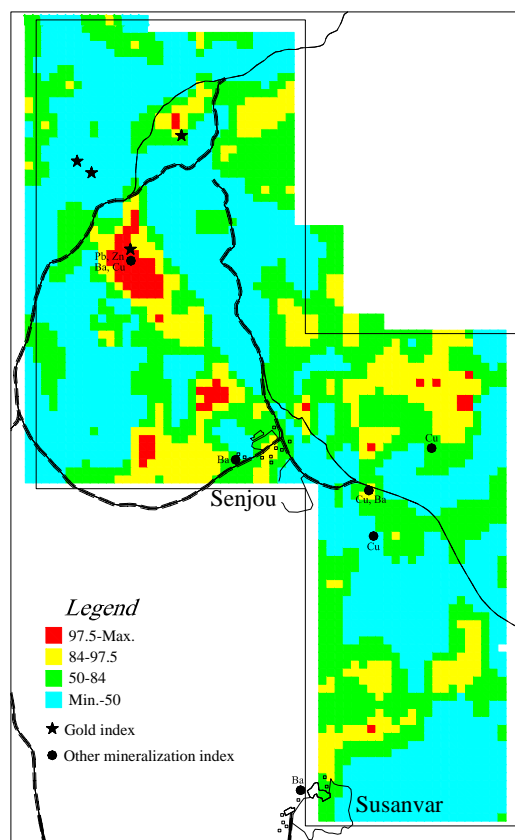 Pb, Zn
Ba, Cu
Cu
Ba
Cu, Ba
Senjou
Cu
Legend
97.5-Max.
84-97.5
50-84
Min.-50
Gold index
Other mineralization index
Ba
Susanvar